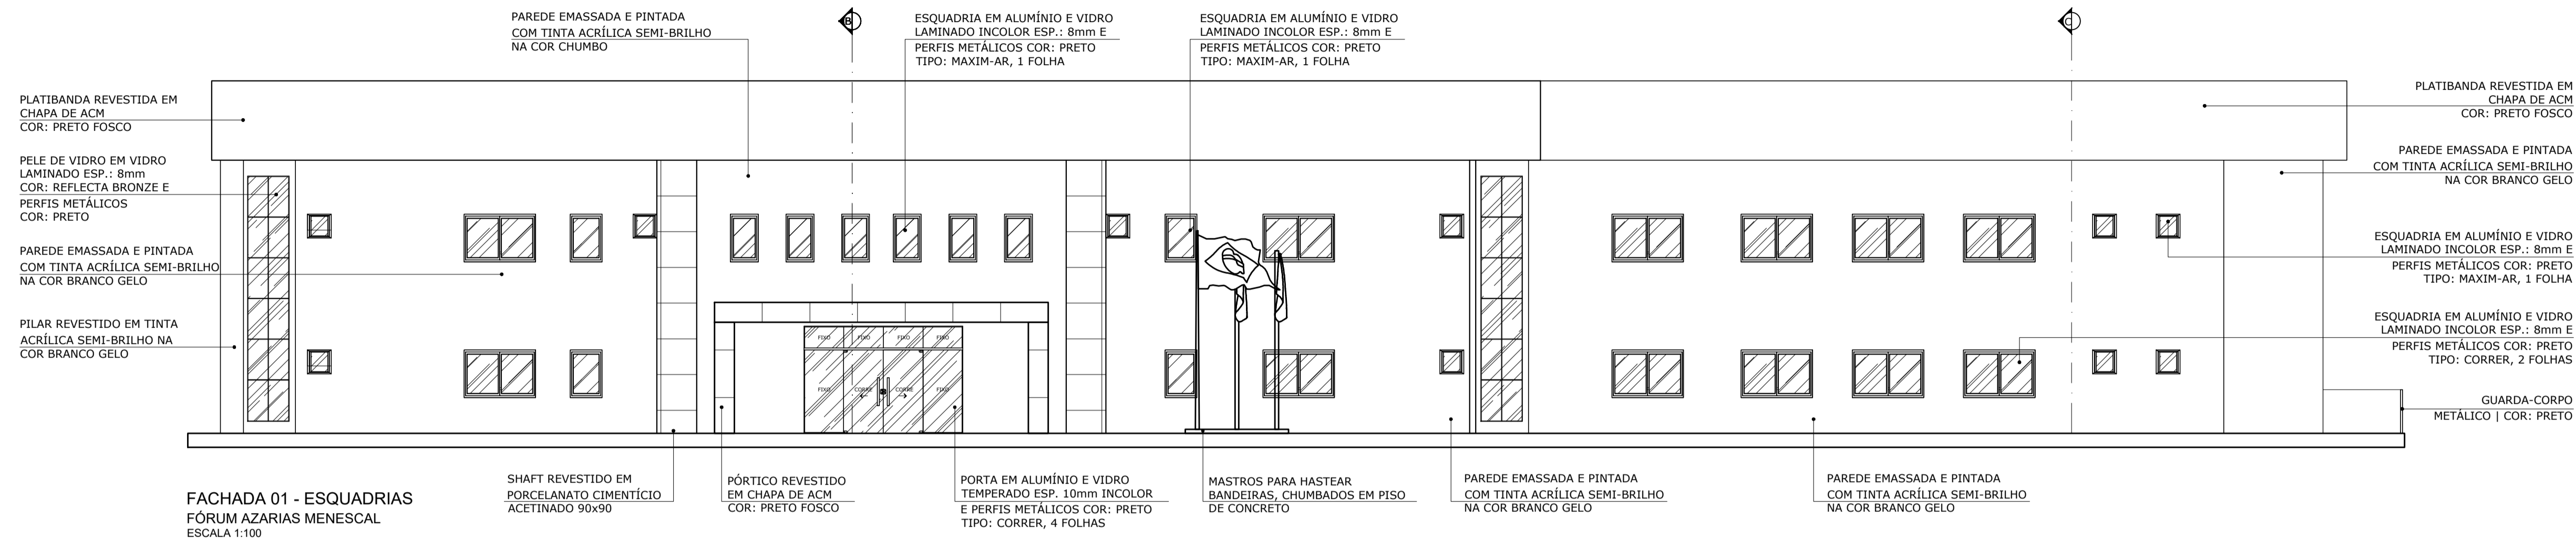 PAREDE EMASSADA E PINTADA
COM TINTA ACRÍLICA SEMI-BRILHO
NA COR CHUMBO
B
ESQUADRIA EM ALUMÍNIO E VIDRO
LAMINADO INCOLOR ESP.: 8mm E
PERFIS METÁLICOS COR: PRETO
TIPO: MAXIM-AR, 1 FOLHA
ESQUADRIA EM ALUMÍNIO E VIDRO
LAMINADO INCOLOR ESP.: 8mm E
PERFIS METÁLICOS COR: PRETO
TIPO: MAXIM-AR, 1 FOLHA
C
PLATIBANDA REVESTIDA EM
CHAPA DE ACM
COR: PRETO FOSCO
PELE DE VIDRO EM VIDRO
LAMINADO ESP.: 8mm
COR: REFLECTA BRONZE E
PERFIS METÁLICOS
COR: PRETO
PAREDE EMASSADA E PINTADA
COM TINTA ACRÍLICA SEMI-BRILHO
NA COR BRANCO GELO
PILAR REVESTIDO EM TINTA
ACRÍLICA SEMI-BRILHO NA
COR BRANCO GELO
FIXO
FIXO
FIXO
FIXO
FIXO
CORRE
CORRE
FIXO
PLATIBANDA REVESTIDA EM
CHAPA DE ACM
COR: PRETO FOSCO
PAREDE EMASSADA E PINTADA
COM TINTA ACRÍLICA SEMI-BRILHO
NA COR BRANCO GELO
ESQUADRIA EM ALUMÍNIO E VIDRO
LAMINADO INCOLOR ESP.: 8mm E
PERFIS METÁLICOS COR: PRETO
TIPO: MAXIM-AR, 1 FOLHA
ESQUADRIA EM ALUMÍNIO E VIDRO
LAMINADO INCOLOR ESP.: 8mm E
PERFIS METÁLICOS COR: PRETO
TIPO: CORRER, 2 FOLHAS
GUARDA-CORPO
METÁLICO | COR: PRETO
SHAFT REVESTIDO EM
PORCELANATO CIMENTÍCIO
ACETINADO 90x90
PÓRTICO REVESTIDO
EM CHAPA DE ACM
COR: PRETO FOSCO
PORTA EM ALUMÍNIO E VIDRO
TEMPERADO ESP. 10mm INCOLOR
E PERFIS METÁLICOS COR: PRETO
TIPO: CORRER, 4 FOLHAS
MASTROS PARA HASTEAR
BANDEIRAS, CHUMBADOS EM PISO
DE CONCRETO
PAREDE EMASSADA E PINTADA
COM TINTA ACRÍLICA SEMI-BRILHO
NA COR BRANCO GELO
PAREDE EMASSADA E PINTADA
COM TINTA ACRÍLICA SEMI-BRILHO
NA COR BRANCO GELO
FACHADA 01 - ESQUADRIAS
FÓRUM AZARIAS MENESCAL
ESCALA 1:100